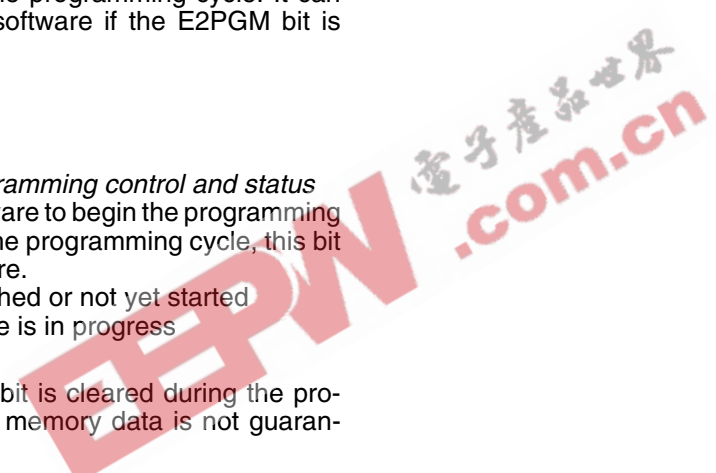 e programming cycle. It can
software if the E2PGM bit is
ramming control and status
are to begin the programming
ne programming cycle, this bit
re.
hed or not yet started
e is in progress
bit is cleared during the pro-
memory data is not guaran-
EEPW .com.cn
电子产品世界